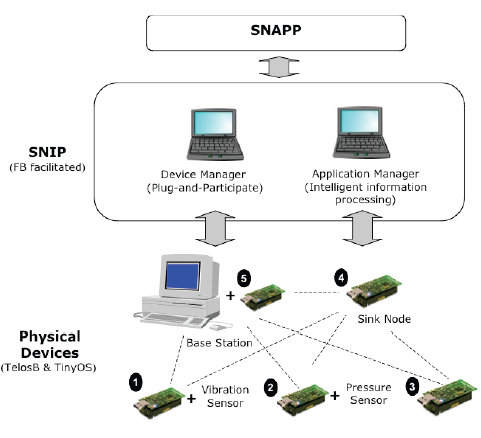 SNAPP
SNIP
(FB facilitated)
Device Manager
(Plug-and-Participate)
Application Manager
(Intelligent information
processing)
5
4
+
Sink Node
Base Station
Physical
Devices
(TelosB & TinyOS)
1
+ Vibration
Sensor
2
+ Pressure
Sensor
3